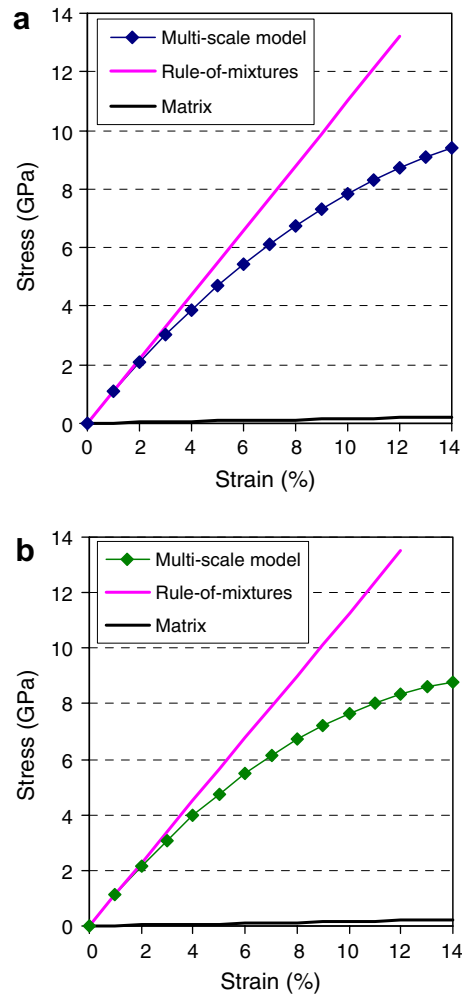 a
14
12
10
8
6
4
2
0
Stress (GPa)
Multi-scale model
Rule-of-mixtures
Matrix
0 2 4 6 8 10 12 14
Strain (%)
b
14
12
10
8
6
4
2
0
Stress (GPa)
Multi-scale model
Rule-of-mixtures
Matrix
0 2 4 6 8 10 12 14
Strain (%)